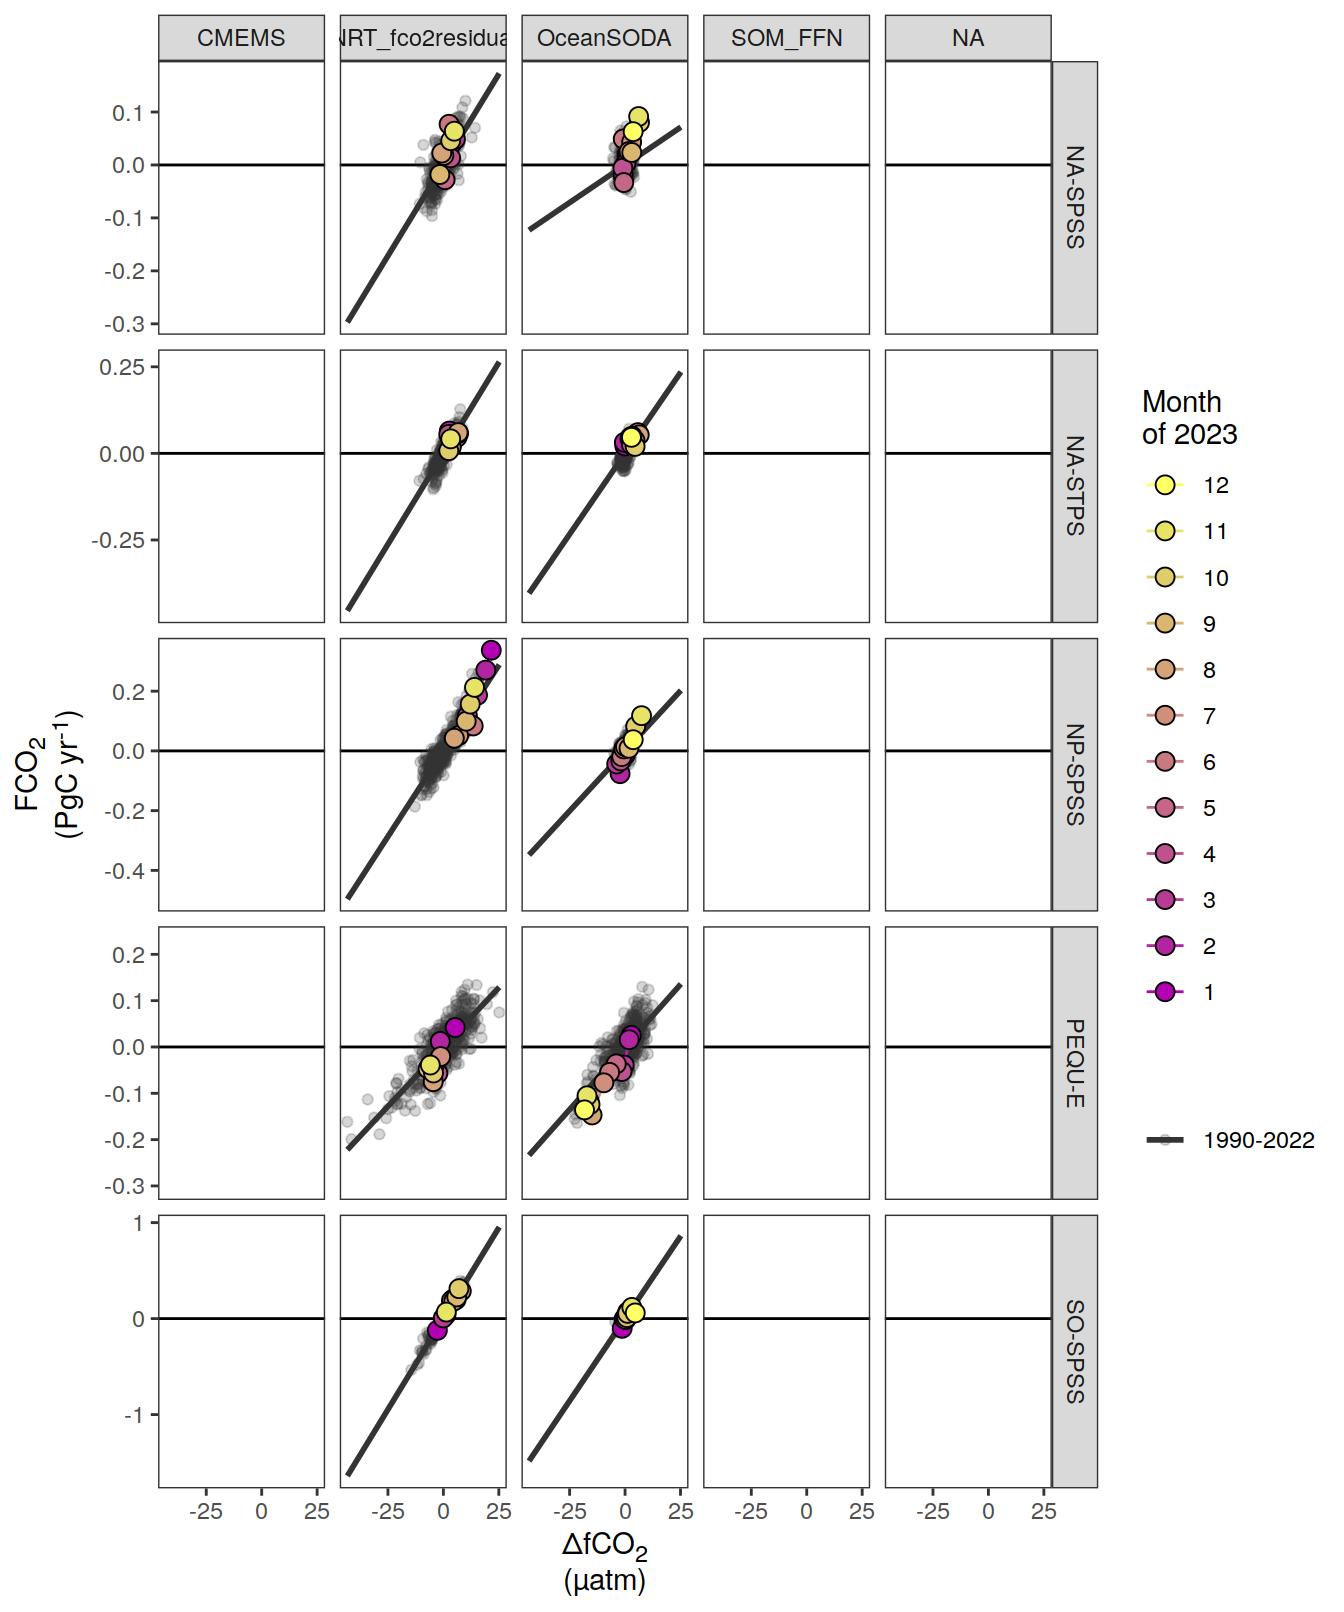 CMEMS NRT_fco2residua OceanSODA SOM_FFN NA
0.1
0.0
-0.1
-0.2
-0.3
NA-SPSS
0.25
0.00
-0.25
NA-STPS
0.2
0.0
-0.2
-0.4
NP-SPSS
0.2
0.1
0.0
-0.1
-0.2
-0.3
PEQU-E
1
0
-1
SO-SPSS
-25 0 25 -25 0 25 -25 0 25 -25 0 25 -25 0 25
ΔfCO₂
(µatm)
FCO₂
(PgC yr⁻¹)
Month
of 2023
12
11
10
9
8
7
6
5
4
3
2
1
1990-2022